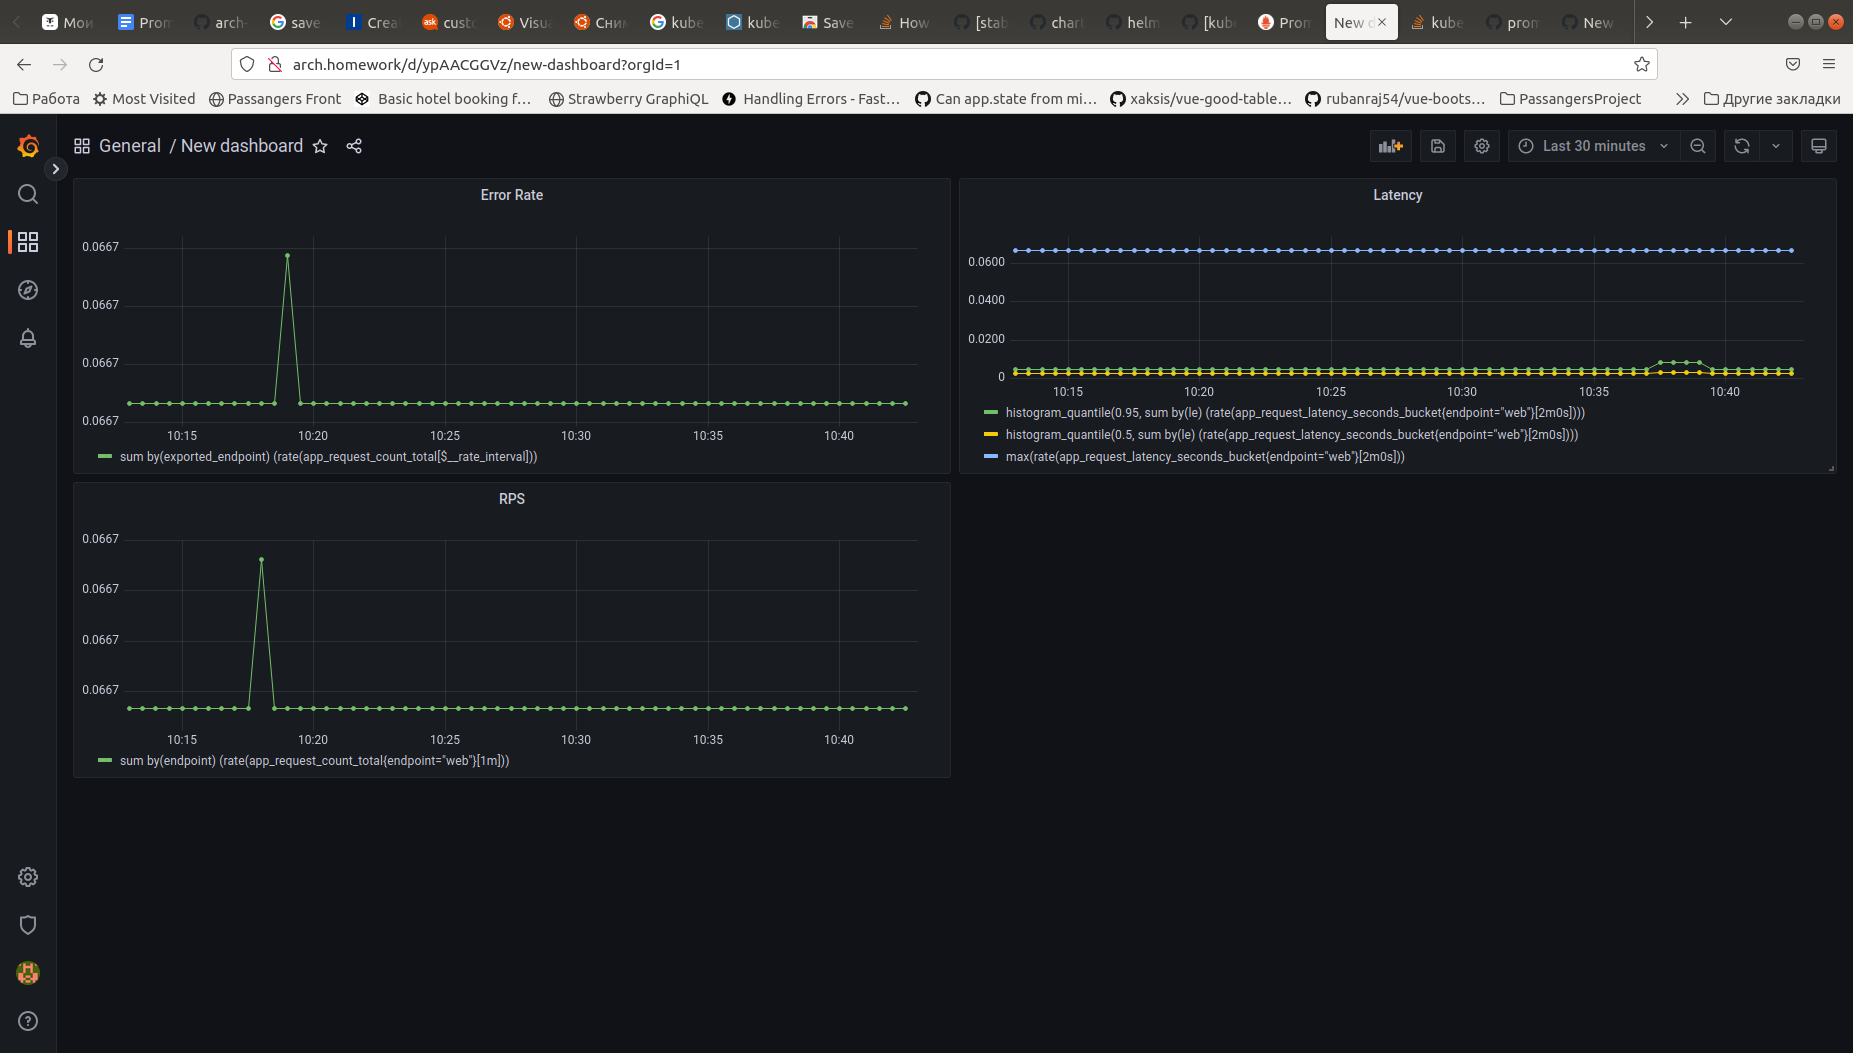 Мои
Prom
arch-
save
Crea
custo
Visua
Сним
kube
kube
Save
How
[stab
chart
helm
[kube
Prom
New d
kube
prom
New
arch.homework/d/ypAACGGVz/new-dashboard?orgId=1
Работа
Most Visited
Passangers Front
Basic hotel booking f…
Strawberry GraphiQL
Handling Errors - Fast…
Can app.state from mi…
xaksis/vue-good-table…
rubanraj54/vue-boots…
PassangersProject
Другие закладки
General / New dashboard
Last 30 minutes
Error Rate
0.0667
0.0667
0.0667
0.0667
10:15 10:20 10:25 10:30 10:35 10:40
sum by(exported_endpoint) (rate(app_request_count_total[$__rate_interval]))
Latency
0.0600
0.0400
0.0200
0
10:15 10:20 10:25 10:30 10:35 10:40
histogram_quantile(0.95, sum by(le) (rate(app_request_latency_seconds_bucket{endpoint="web"}[2m0s])))
histogram_quantile(0.5, sum by(le) (rate(app_request_latency_seconds_bucket{endpoint="web"}[2m0s])))
max(rate(app_request_latency_seconds_bucket{endpoint="web"}[2m0s]))
RPS
0.0667
0.0667
0.0667
0.0667
10:15 10:20 10:25 10:30 10:35 10:40
sum by(endpoint) (rate(app_request_count_total{endpoint="web"}[1m]))